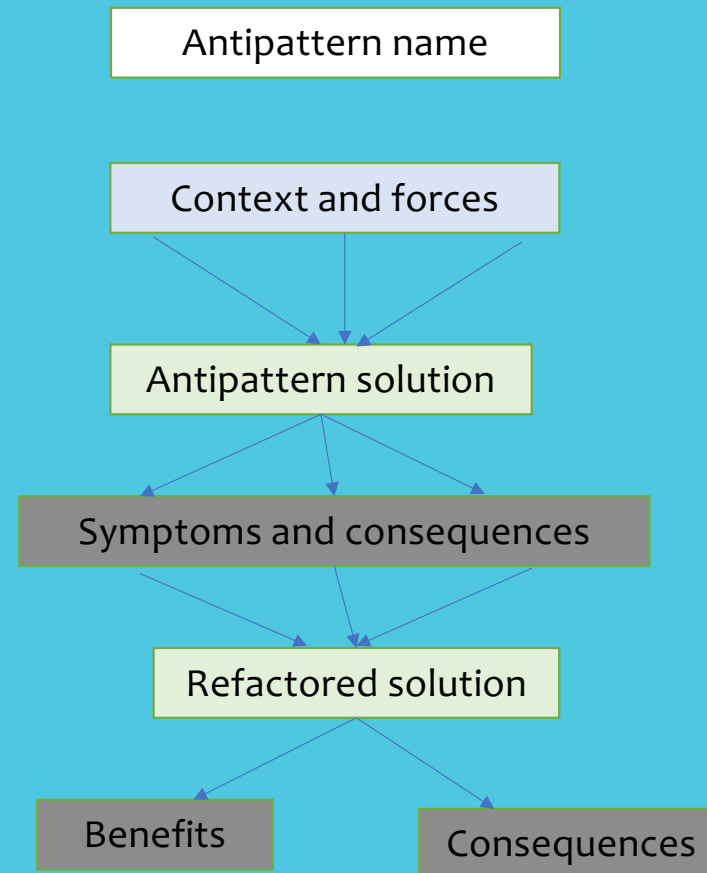 Antipattern name
Context and forces
Antipattern solution
Symptoms and consequences
Refactored solution
Benefits
Consequences